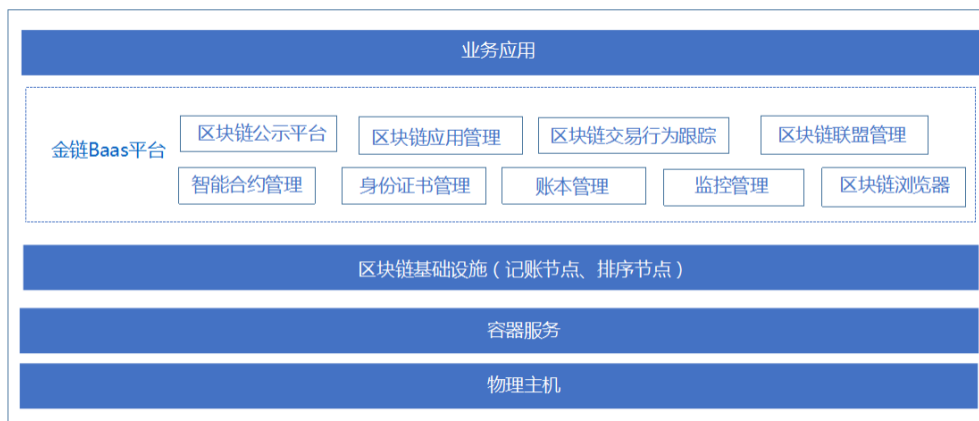 业务应用
金链Baas平台
区块链公示平台
区块链应用管理
区块链交易行为跟踪
区块链联盟管理
智能合约管理
身份证书管理
账本管理
监控管理
区块链浏览器
区块链基础设施（记账节点、排序节点）
容器服务
物理主机